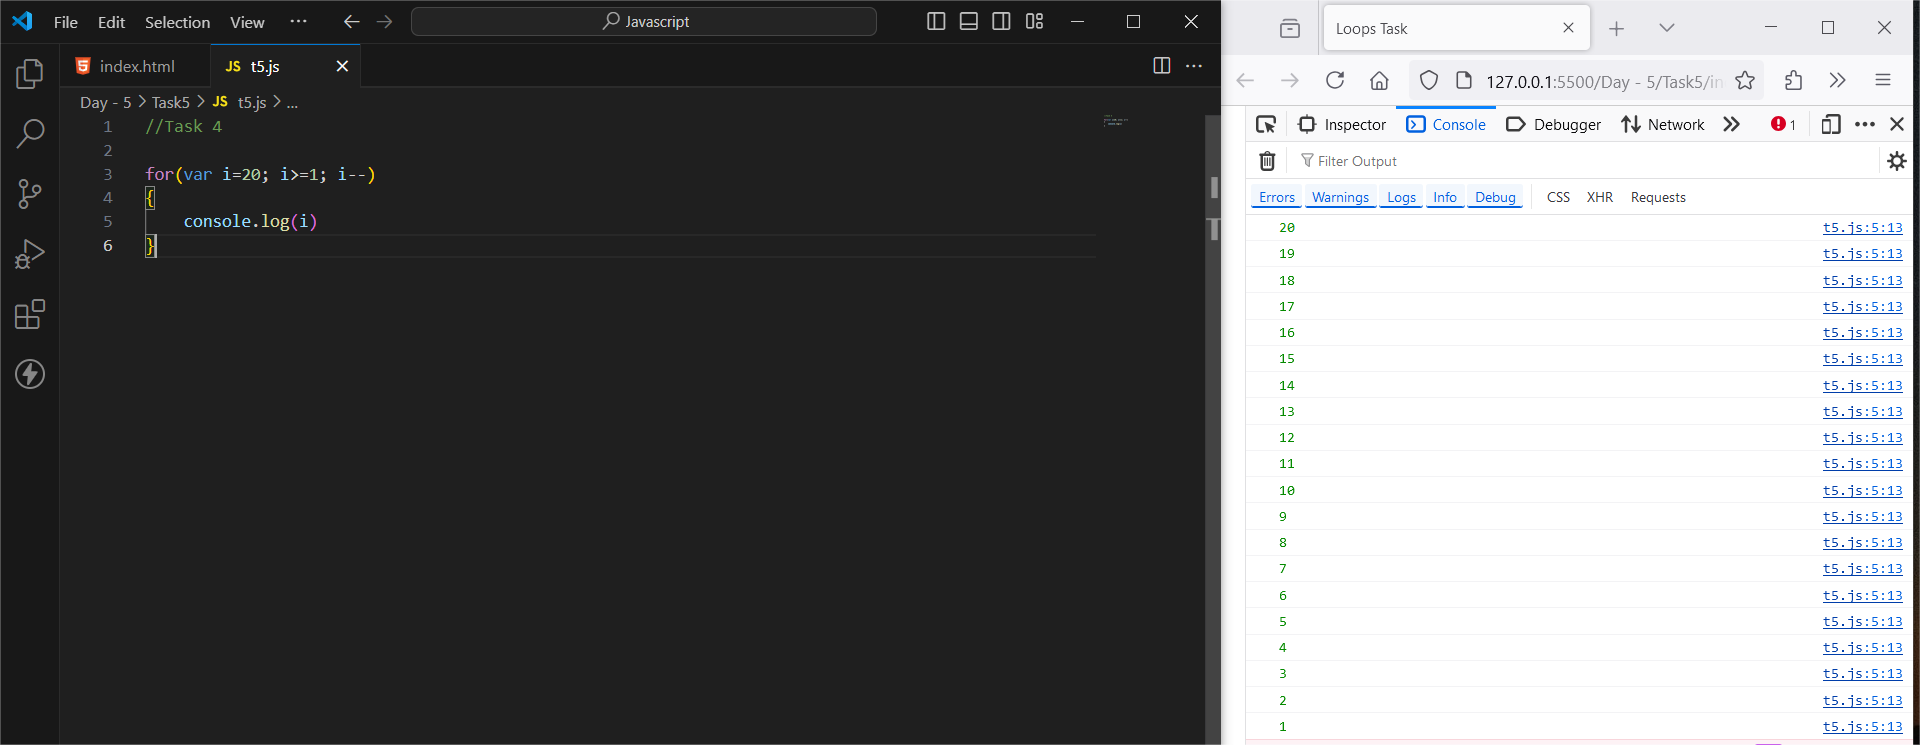 File Edit Selection View ··· Javascript
index.html JS t5.js
Day - 5 > Task5 > JS t5.js > ...
1 //Task 4
2
3 for(var i=20; i>=1; i--)
4 {
5 console.log(i)
6 }
Loops Task
127.0.0.1:5500/Day - 5/Task5/in
Inspector Console Debugger Network 1
Filter Output
Errors Warnings Logs Info Debug CSS XHR Requests
20 t5.js:5:13
19 t5.js:5:13
18 t5.js:5:13
17 t5.js:5:13
16 t5.js:5:13
15 t5.js:5:13
14 t5.js:5:13
13 t5.js:5:13
12 t5.js:5:13
11 t5.js:5:13
10 t5.js:5:13
9 t5.js:5:13
8 t5.js:5:13
7 t5.js:5:13
6 t5.js:5:13
5 t5.js:5:13
4 t5.js:5:13
3 t5.js:5:13
2 t5.js:5:13
1 t5.js:5:13